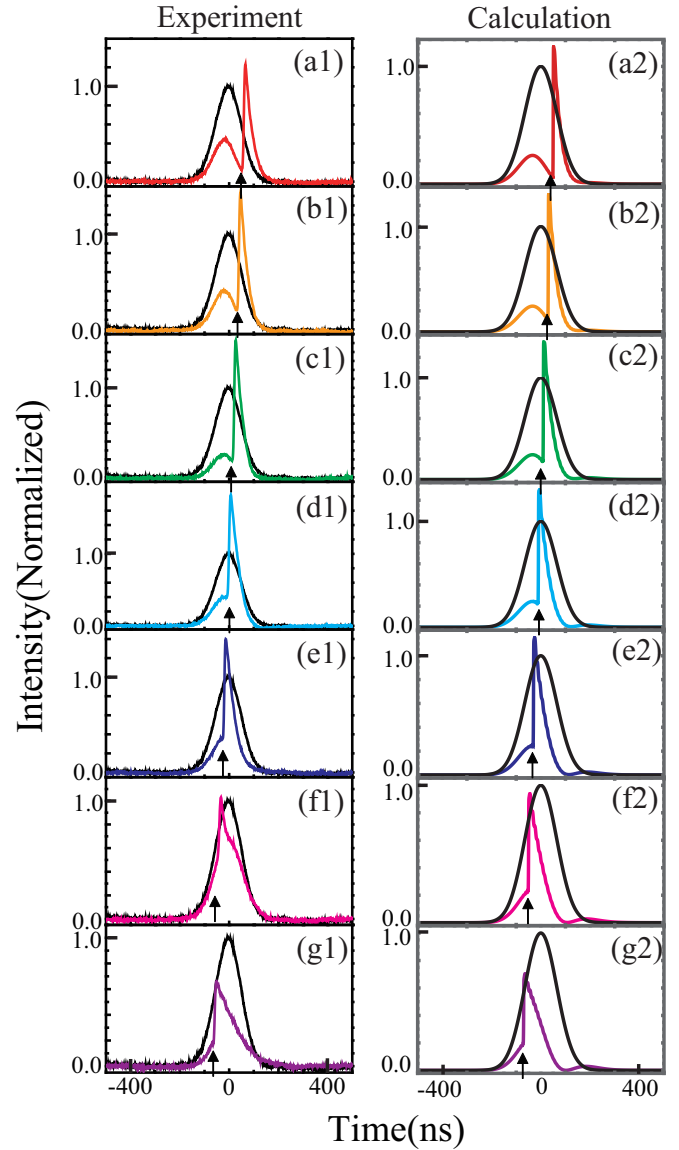 Experiment
Calculation
Intensity(Normalized)
(a1)
1.0
0.0
(a2)
1.0
0.0
(b1)
1.0
0.0
(b2)
1.0
0.0
(c1)
1.0
0.0
(c2)
1.0
0.0
(d1)
1.0
0.0
(d2)
1.0
0.0
(e1)
1.0
0.0
(e2)
1.0
0.0
(f1)
1.0
0.0
(f2)
1.0
0.0
(g1)
1.0
0.0
(g2)
1.0
0.0
-400 0 400
-400 0 400
Time(ns)